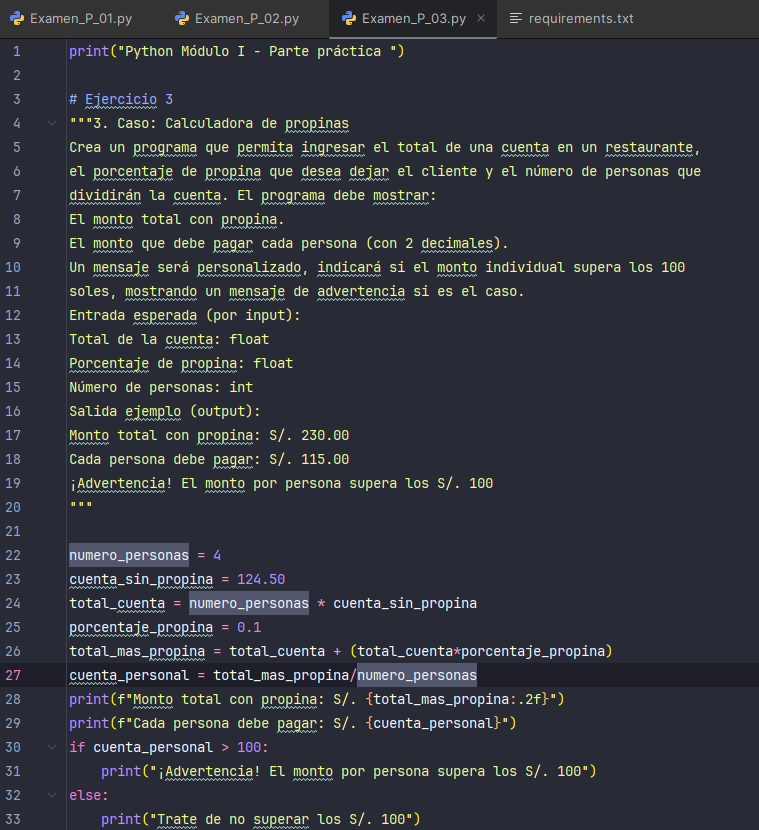 Examen_P_01.py Examen_P_02.py Examen_P_03.py × requirements.txt
1 print("Python Módulo I - Parte práctica ")
2
3 # Ejercicio 3
4 """3. Caso: Calculadora de propinas
5 Crea un programa que permita ingresar el total de una cuenta en un restaurante,
6 el porcentaje de propina que desea dejar el cliente y el número de personas que
7 dividirán la cuenta. El programa debe mostrar:
8 El monto total con propina.
9 El monto que debe pagar cada persona (con 2 decimales).
10 Un mensaje será personalizado, indicará si el monto individual supera los 100
11 soles, mostrando un mensaje de advertencia si es el caso.
12 Entrada esperada (por input):
13 Total de la cuenta: float
14 Porcentaje de propina: float
15 Número de personas: int
16 Salida ejemplo (output):
17 Monto total con propina: S/. 230.00
18 Cada persona debe pagar: S/. 115.00
19 ¡Advertencia! El monto por persona supera los S/. 100
20 """
21
22 numero_personas = 4
23 cuenta_sin_propina = 124.50
24 total_cuenta = numero_personas * cuenta_sin_propina
25 porcentaje_propina = 0.1
26 total_mas_propina = total_cuenta + (total_cuenta*porcentaje_propina)
27 cuenta_personal = total_mas_propina/numero_personas
28 print(f"Monto total con propina: S/. {total_mas_propina:.2f}")
29 print(f"Cada persona debe pagar: S/. {cuenta_personal}")
30 if cuenta_personal > 100:
31     print("¡Advertencia! El monto por persona supera los S/. 100")
32 else:
33     print("Trate de no superar los S/. 100")